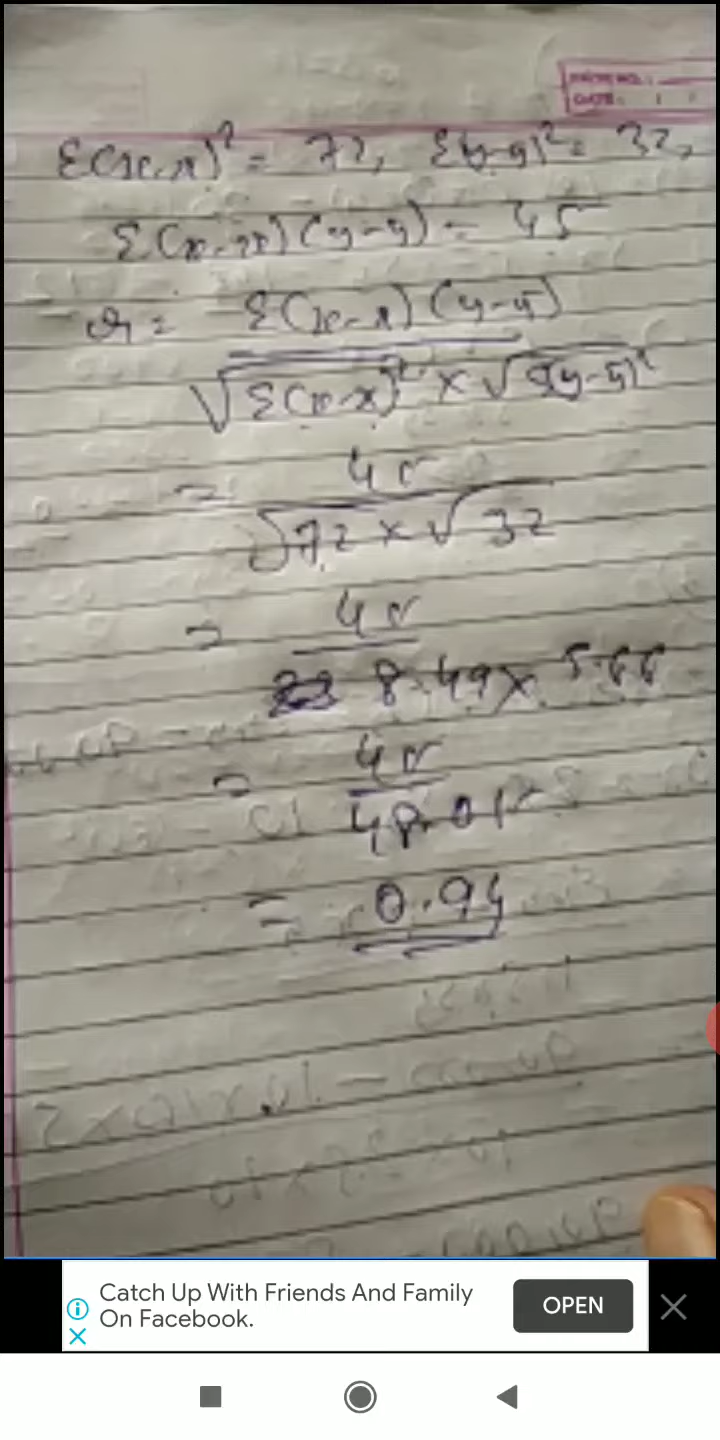 DATE:
Σ(x-x)² = 72, Σ(y-y)² = 32,
Σ(x-x)(y-y) = 45
r = Σ(x-x)(y-y)
√Σ(x-x)² × √Σ(y-y)²
= 45
√72 × √32
= 45
8.49 × 5.66
= 45
48.01
= 0.94
Catch Up With Friends And Family
On Facebook.
OPEN